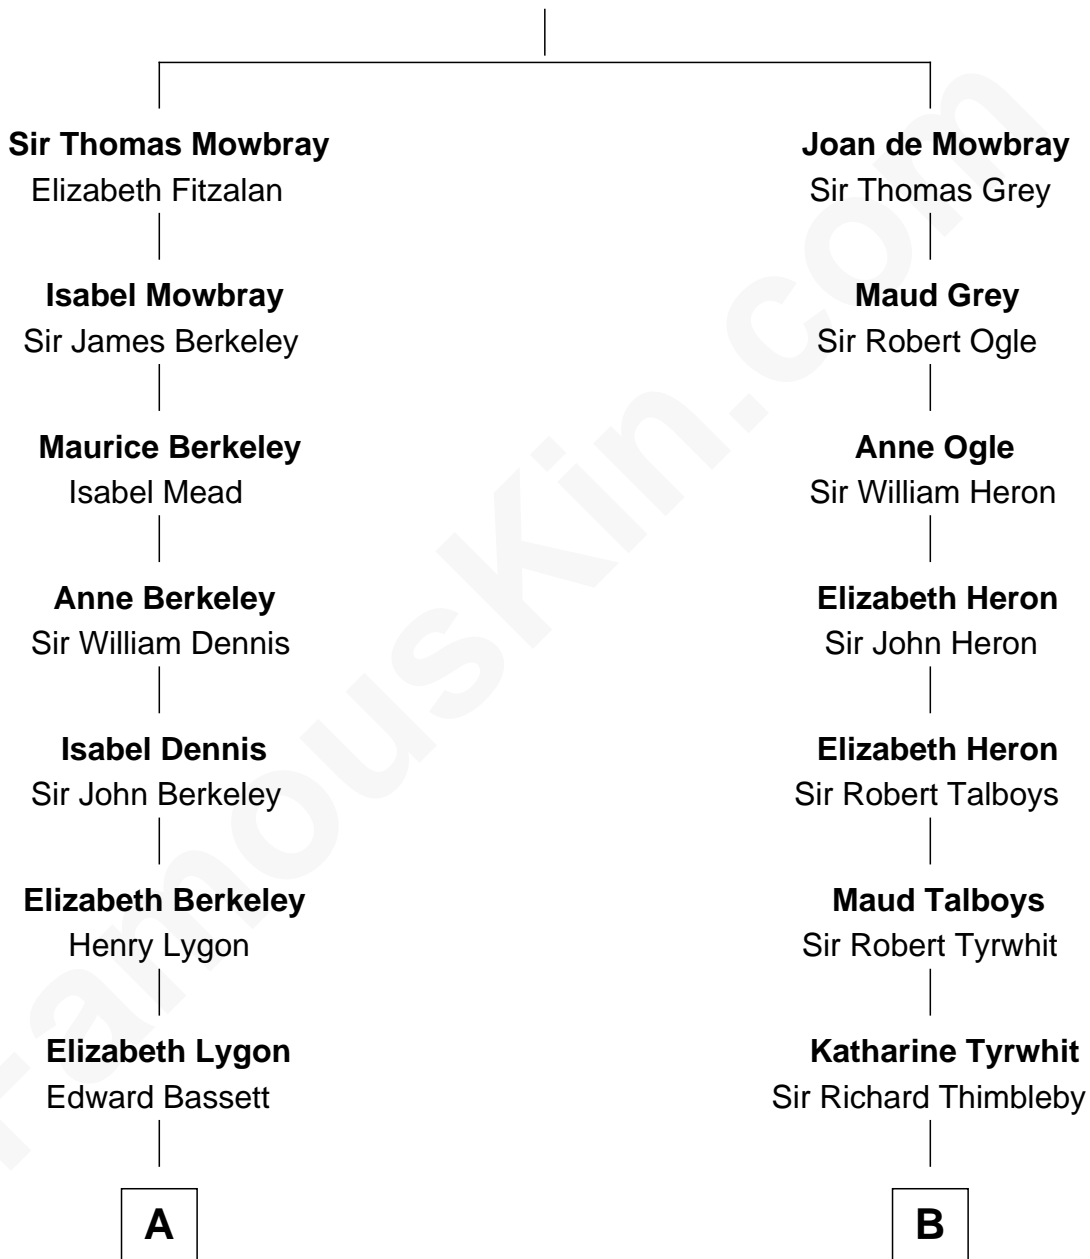 Sir Thomas Mowbray
Elizabeth Fitzalan
Isabel Mowbray
Sir James Berkeley
Maurice Berkeley
Isabel Mead
Anne Berkeley
Sir William Dennis
Isabel Dennis
Sir John Berkeley
Elizabeth Berkeley
Henry Lygon
Elizabeth Lygon
Edward Bassett
A
Joan de Mowbray
Sir Thomas Grey
Maud Grey
Sir Robert Ogle
Anne Ogle
Sir William Heron
Elizabeth Heron
Sir John Heron
Elizabeth Heron
Sir Robert Talboys
Maud Talboys
Sir Robert Tyrwhit
Katharine Tyrwhit
Sir Richard Thimbleby
B
FamousKin.com